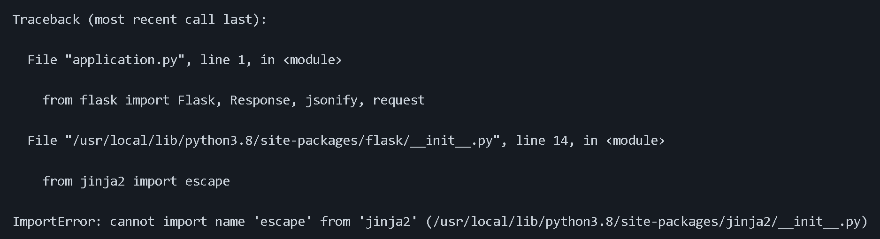 Traceback (most recent call last):
File "application.py", line 1, in <module>
from flask import Flask, Response, jsonify, request
File "/usr/local/lib/python3.8/site-packages/flask/__init__.py", line 14, in <module>
from jinja2 import escape
ImportError: cannot import name 'escape' from 'jinja2' (/usr/local/lib/python3.8/site-packages/jinja2/__init__.py)